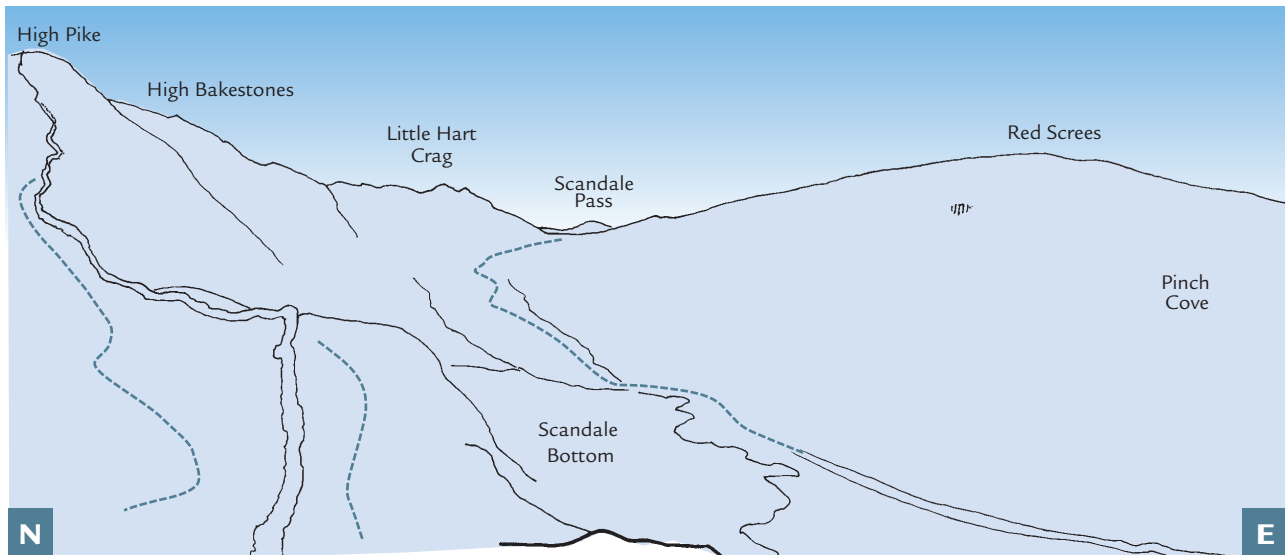 High Pike
High Bakestones
Little Hart
Crag
Scandale
Pass
Red Screes
Pinch
Cove
Scandale
Bottom
N
E